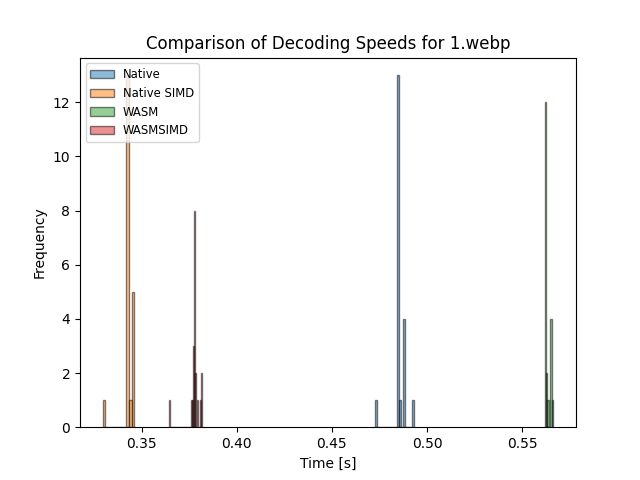 Comparison of Decoding Speeds for 1.webp
Native
Native SIMD
WASM
WASMSIMD
12
10
8
6
4
2
0
Frequency
0.35 0.40 0.45 0.50 0.55
Time [s]